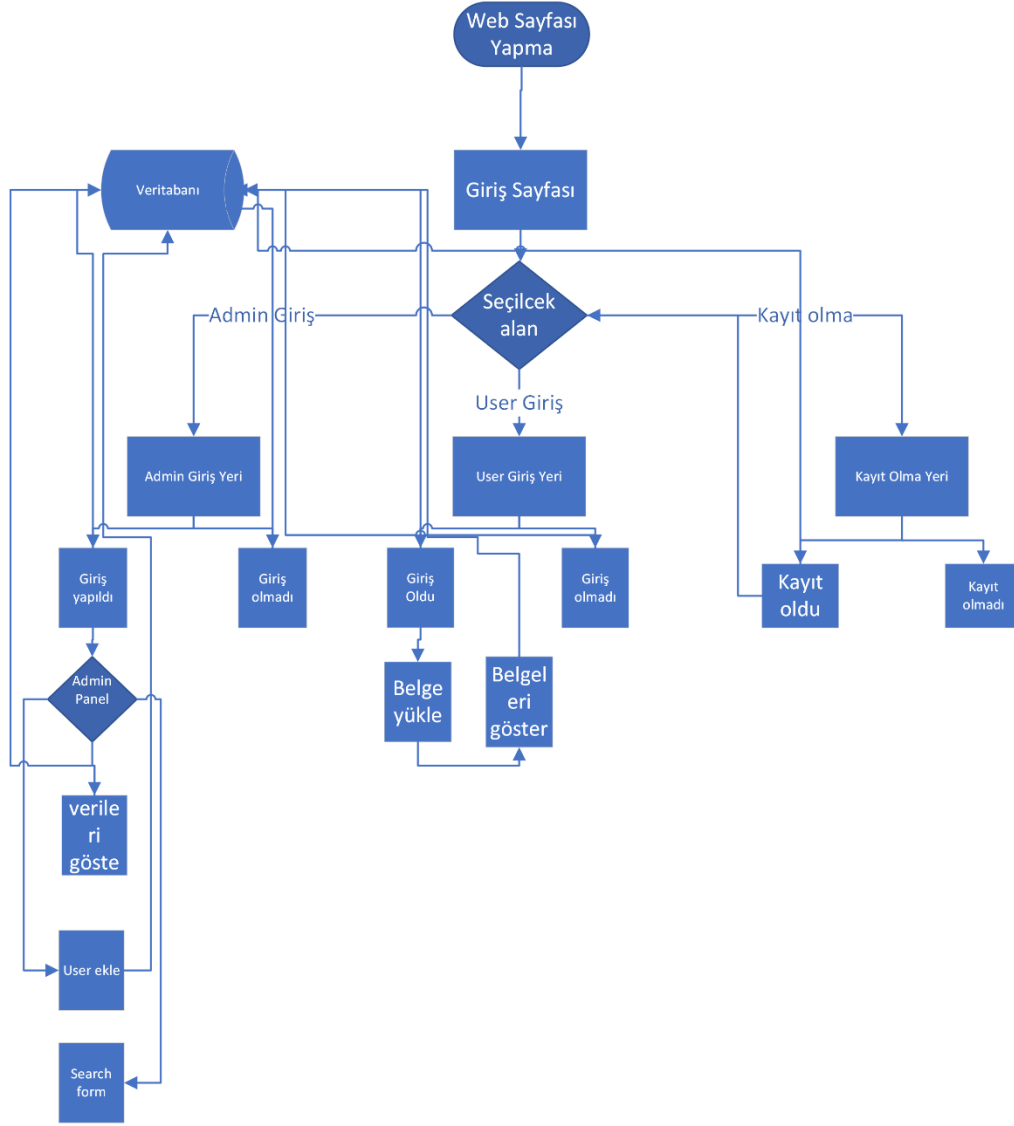 Web Sayfası
Yapma
Veritabanı
Giriş Sayfası
Seçilcek
alan
Admin Giriş
Kayıt olma
User Giriş
Admin Giriş Yeri
User Giriş Yeri
Kayıt Olma Yeri
Giriş
yapıldı
Giriş
olmadı
Giriş
Oldu
Giriş
olmadı
Kayıt
oldu
Kayıt
olmadı
Admin
Panel
Belge
yükle
Belgel
eri
göster
verile
ri
göste
User ekle
Search
form